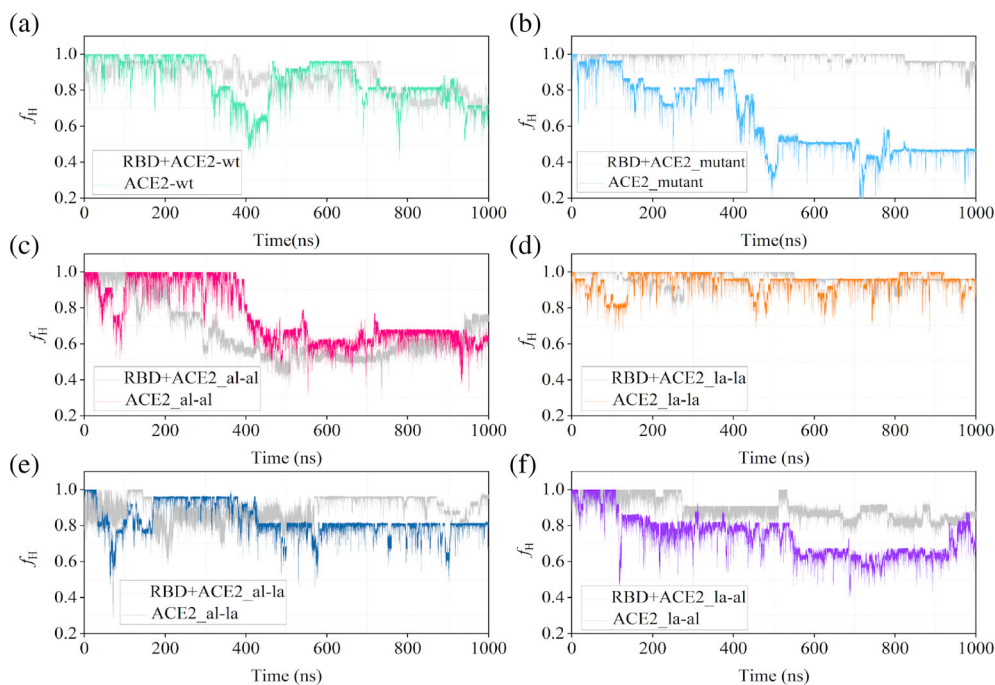 (a)
1.0
0.8
0.6
0.4
0.2
f_H
RBD+ACE2-wt
ACE2-wt
0 200 400 600 800 1000
Time(ns)
(b)
1.0
0.8
0.6
0.4
0.2
f_H
RBD+ACE2_mutant
ACE2_mutant
0 200 400 600 800 1000
Time(ns)
(c)
1.0
0.8
0.6
0.4
0.2
f_H
RBD+ACE2_al-al
ACE2_al-al
0 200 400 600 800 1000
Time (ns)
(d)
1.0
0.8
0.6
0.4
0.2
f_H
RBD+ACE2_la-la
ACE2_la-la
0 200 400 600 800 1000
Time (ns)
(e)
1.0
0.8
0.6
0.4
0.2
f_H
RBD+ACE2_al-la
ACE2_al-la
0 200 400 600 800 1000
Time (ns)
(f)
1.0
0.8
0.6
0.4
0.2
f_H
RBD+ACE2_la-al
ACE2_la-al
0 200 400 600 800 1000
Time (ns)